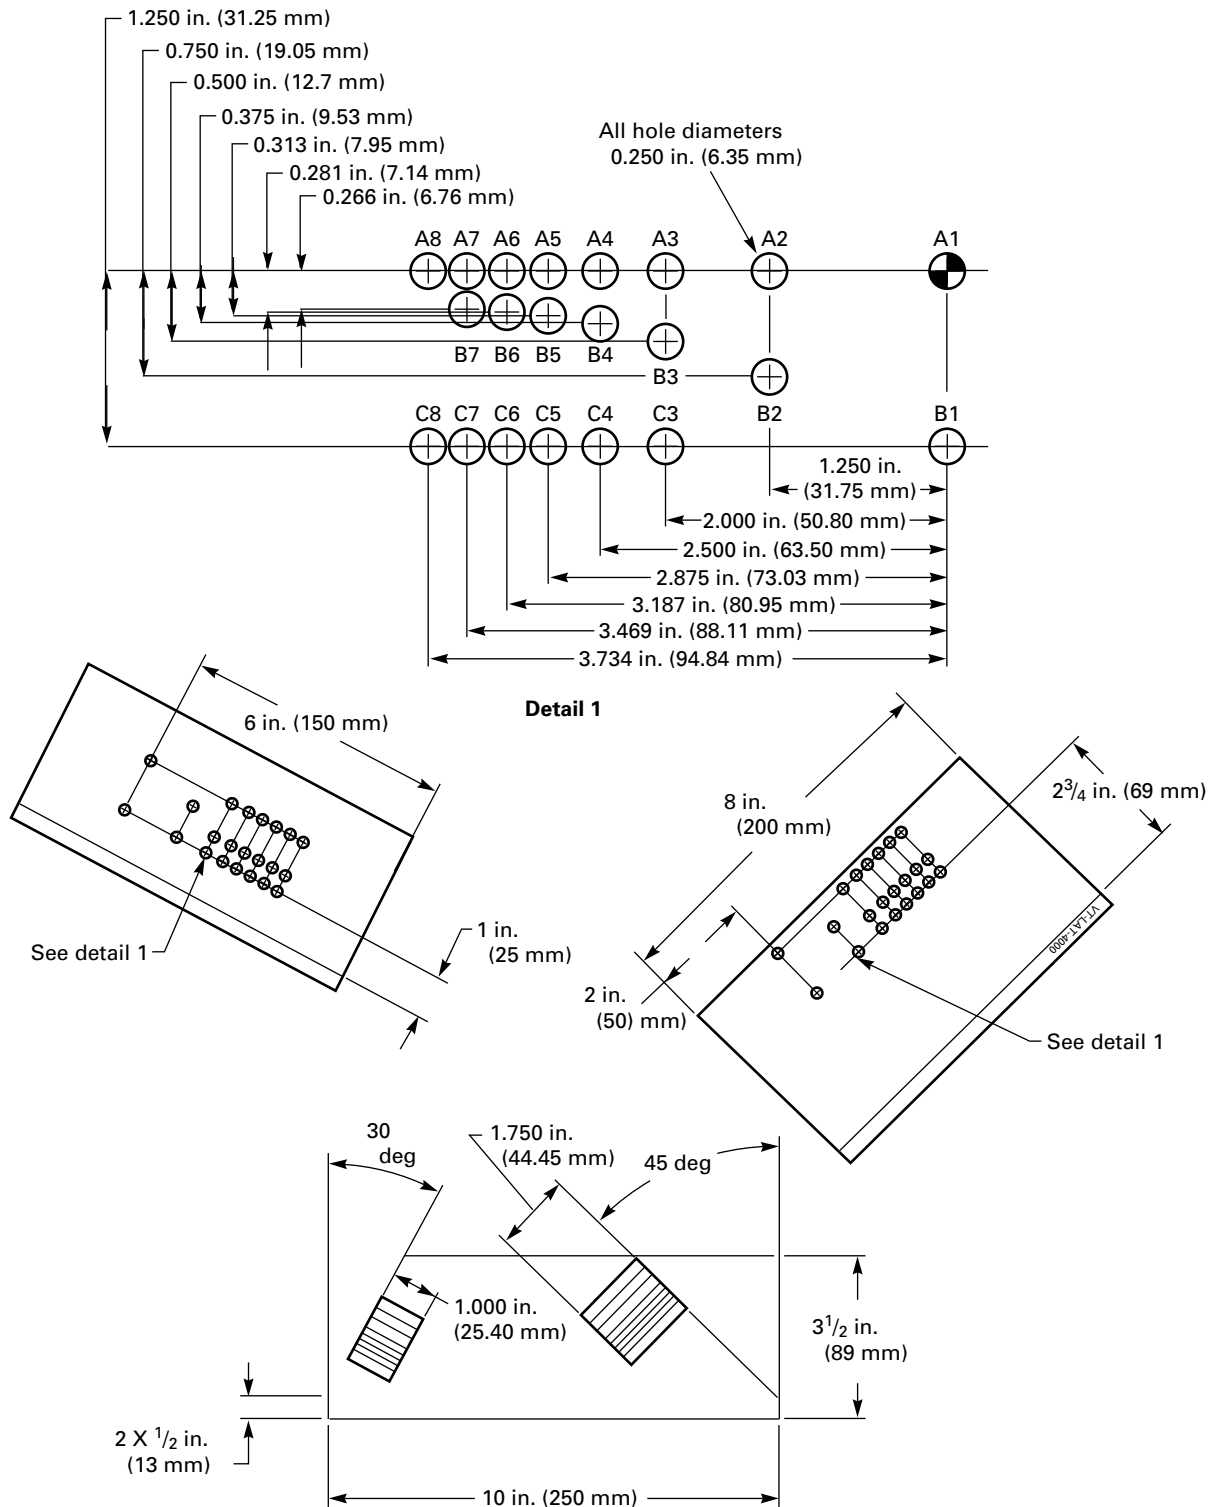 1.250 in. (31.25 mm)
0.750 in. (19.05 mm)
0.500 in. (12.7 mm)
0.375 in. (9.53 mm)
0.313 in. (7.95 mm)
0.281 in. (7.14 mm)
0.266 in. (6.76 mm)
All hole diameters
0.250 in. (6.35 mm)
A8 A7 A6 A5 A4 A3 A2 A1
B7 B6 B5 B4
B3
C8 C7 C6 C5 C4 C3 B2 B1
1.250 in.
(31.75 mm)
2.000 in. (50.80 mm)
2.500 in. (63.50 mm)
2.875 in. (73.03 mm)
3.187 in. (80.95 mm)
3.469 in. (88.11 mm)
3.734 in. (94.84 mm)
Detail 1
6 in. (150 mm)
1 in.
(25 mm)
See detail 1
8 in.
(200 mm)
2 3/4 in. (69 mm)
VT-LAT-4000
2 in.
(50) mm)
See detail 1
30
deg
1.750 in.
(44.45 mm)
45 deg
1.000 in.
(25.40 mm)
3 1/2 in.
(89 mm)
2 X 1/2 in.
(13 mm)
10 in. (250 mm)